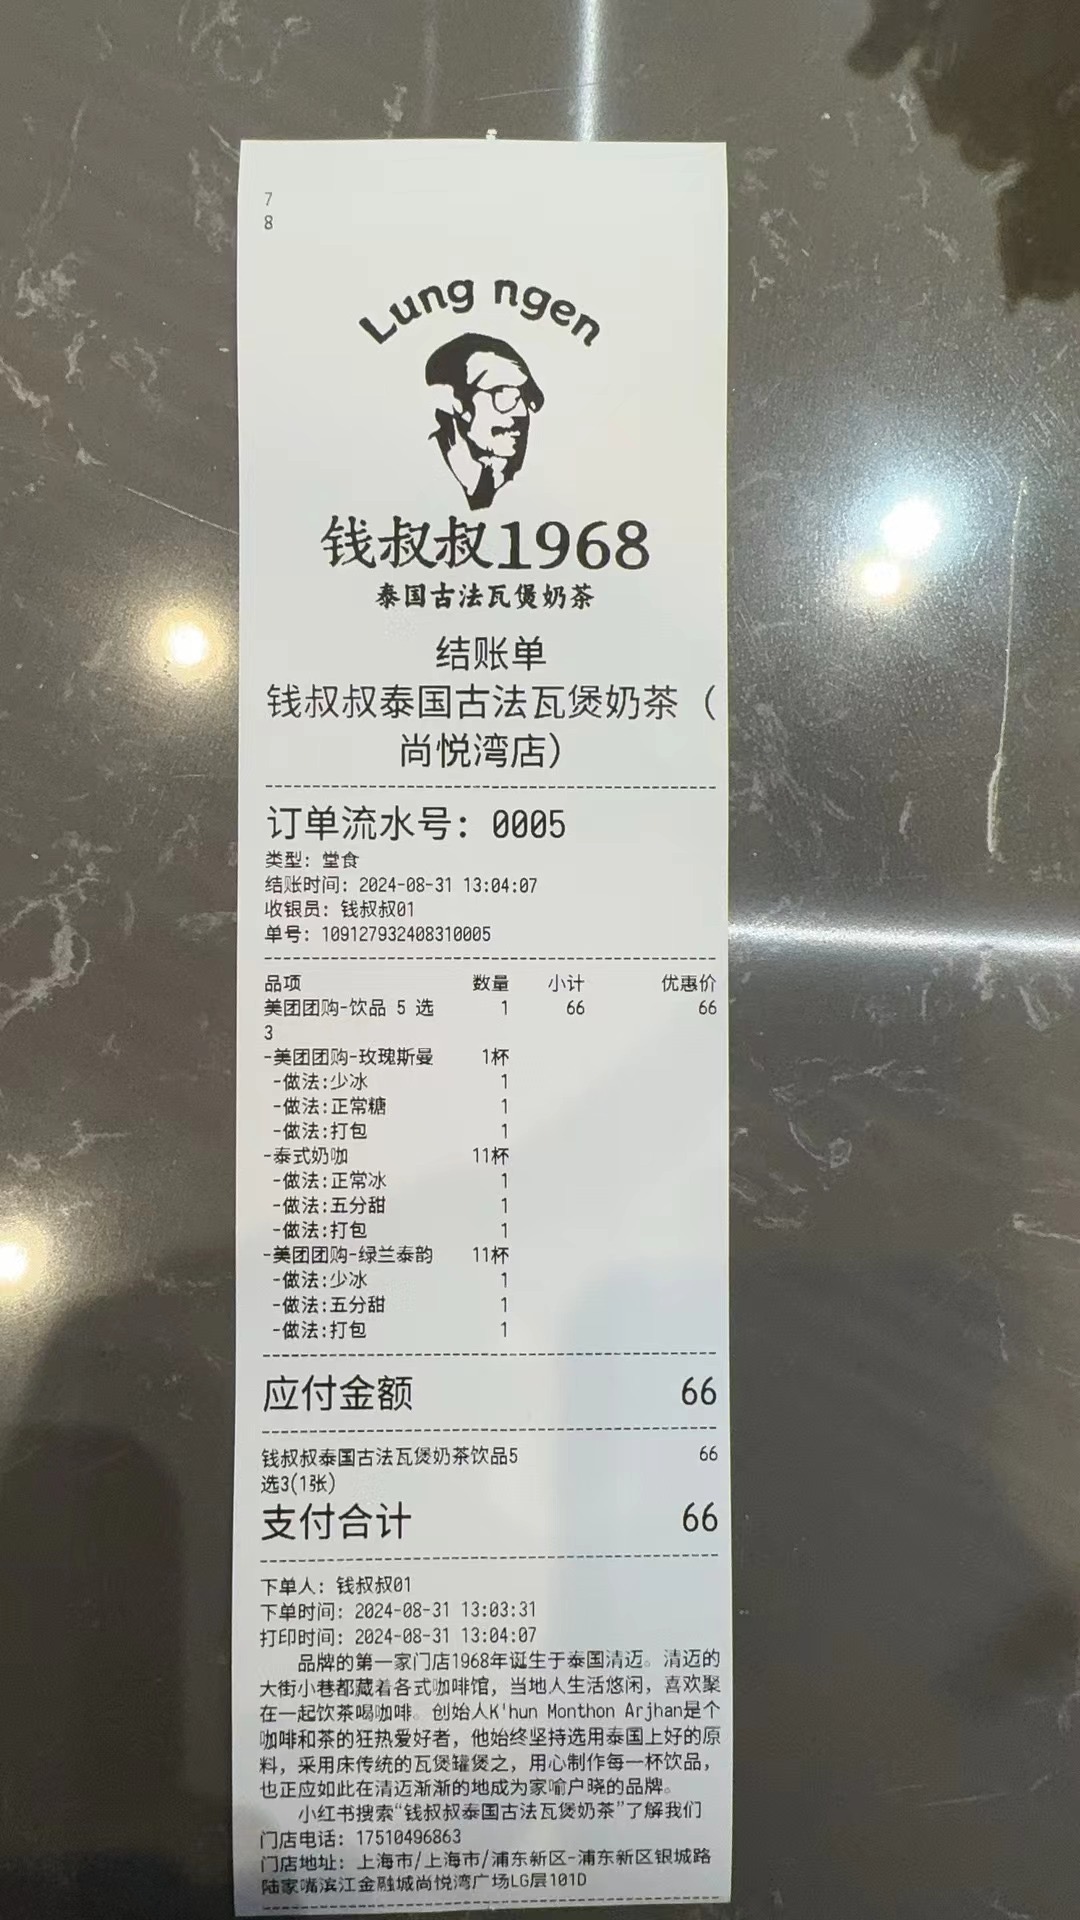 7
8
Lung ngen
钱叔叔1968
泰国古法瓦煲奶茶
结账单
钱叔叔泰国古法瓦煲奶茶（
尚悦湾店）
订单流水号：0005
类型：堂食
结账时间：2024-08-31 13:04:07
收银员：钱叔叔01
单号：109127932408310005
品项 数量 小计 优惠价
美团团购-饮品 5 选 1 66 66
3
-美团团购-玫瑰斯曼 1杯
-做法:少冰 1
-做法:正常糖 1
-做法:打包 1
-泰式奶咖 11杯
-做法:正常冰 1
-做法:五分甜 1
-做法:打包 1
-美团团购-绿兰泰韵 11杯
-做法:少冰 1
-做法:五分甜 1
-做法:打包 1
应付金额 66
钱叔叔泰国古法瓦煲奶茶饮品5 66
选3(1张)
支付合计 66
下单人：钱叔叔01
下单时间：2024-08-31 13:03:31
打印时间：2024-08-31 13:04:07
品牌的第一家门店1968年诞生于泰国清迈。清迈的
大街小巷都藏着各式咖啡馆，当地人生活悠闲，喜欢聚
在一起饮茶喝咖啡。创始人K'hun Monthon Arjhan是个
咖啡和茶的狂热爱好者，他始终坚持选用泰国上好的原
料，采用床传统的瓦煲罐煲之，用心制作每一杯饮品，
也正应如此在清迈渐渐的地成为家喻户晓的品牌。
小红书搜索“钱叔叔泰国古法瓦煲奶茶”了解我们
门店电话：17510496863
门店地址：上海市/上海市/浦东新区-浦东新区银城路
陆家嘴滨江金融城尚悦湾广场LG层101D